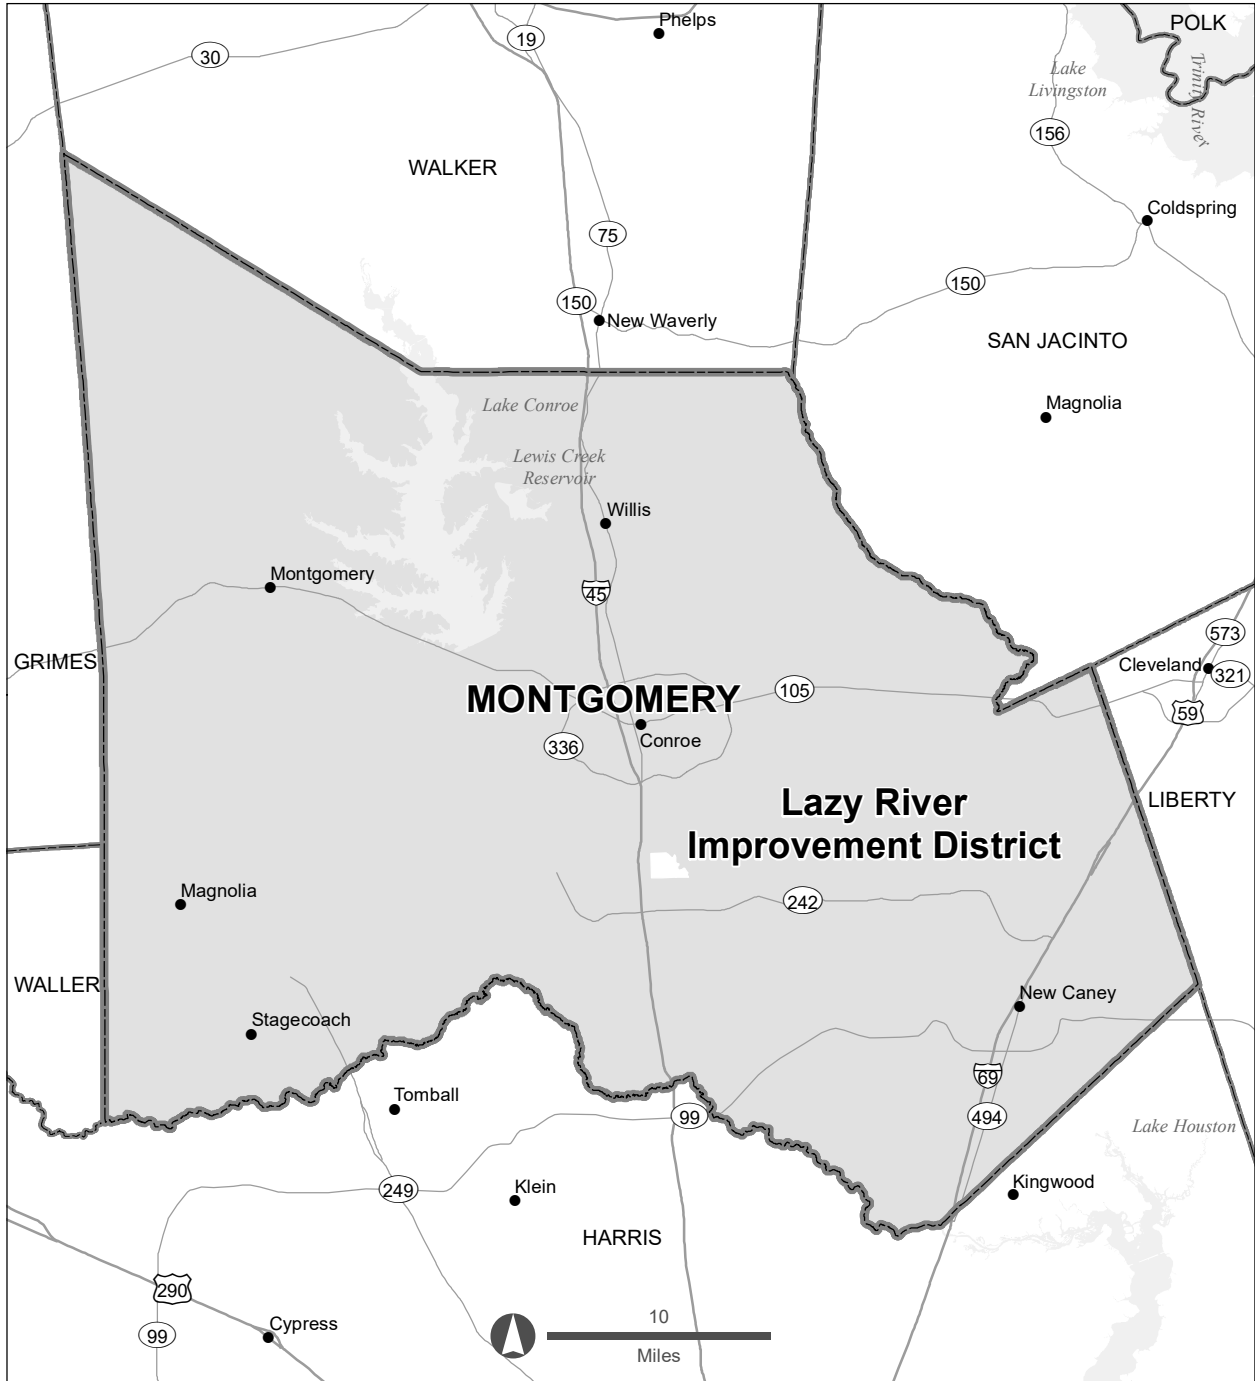 Phelps
POLK
19
30
Lake
Livingston
Trinity River
156
WALKER
Coldspring
75
150
150
New Waverly
SAN JACINTO
Lake Conroe
Magnolia
Lewis Creek
Reservoir
Willis
Montgomery
45
573
GRIMES
Cleveland
321
MONTGOMERY
105
59
Conroe
336
Lazy River
Improvement District
LIBERTY
Magnolia
242
WALLER
New Caney
Stagecoach
69
Tomball
99
494
Lake Houston
249
Klein
Kingwood
HARRIS
290
99
Cypress
10
Miles